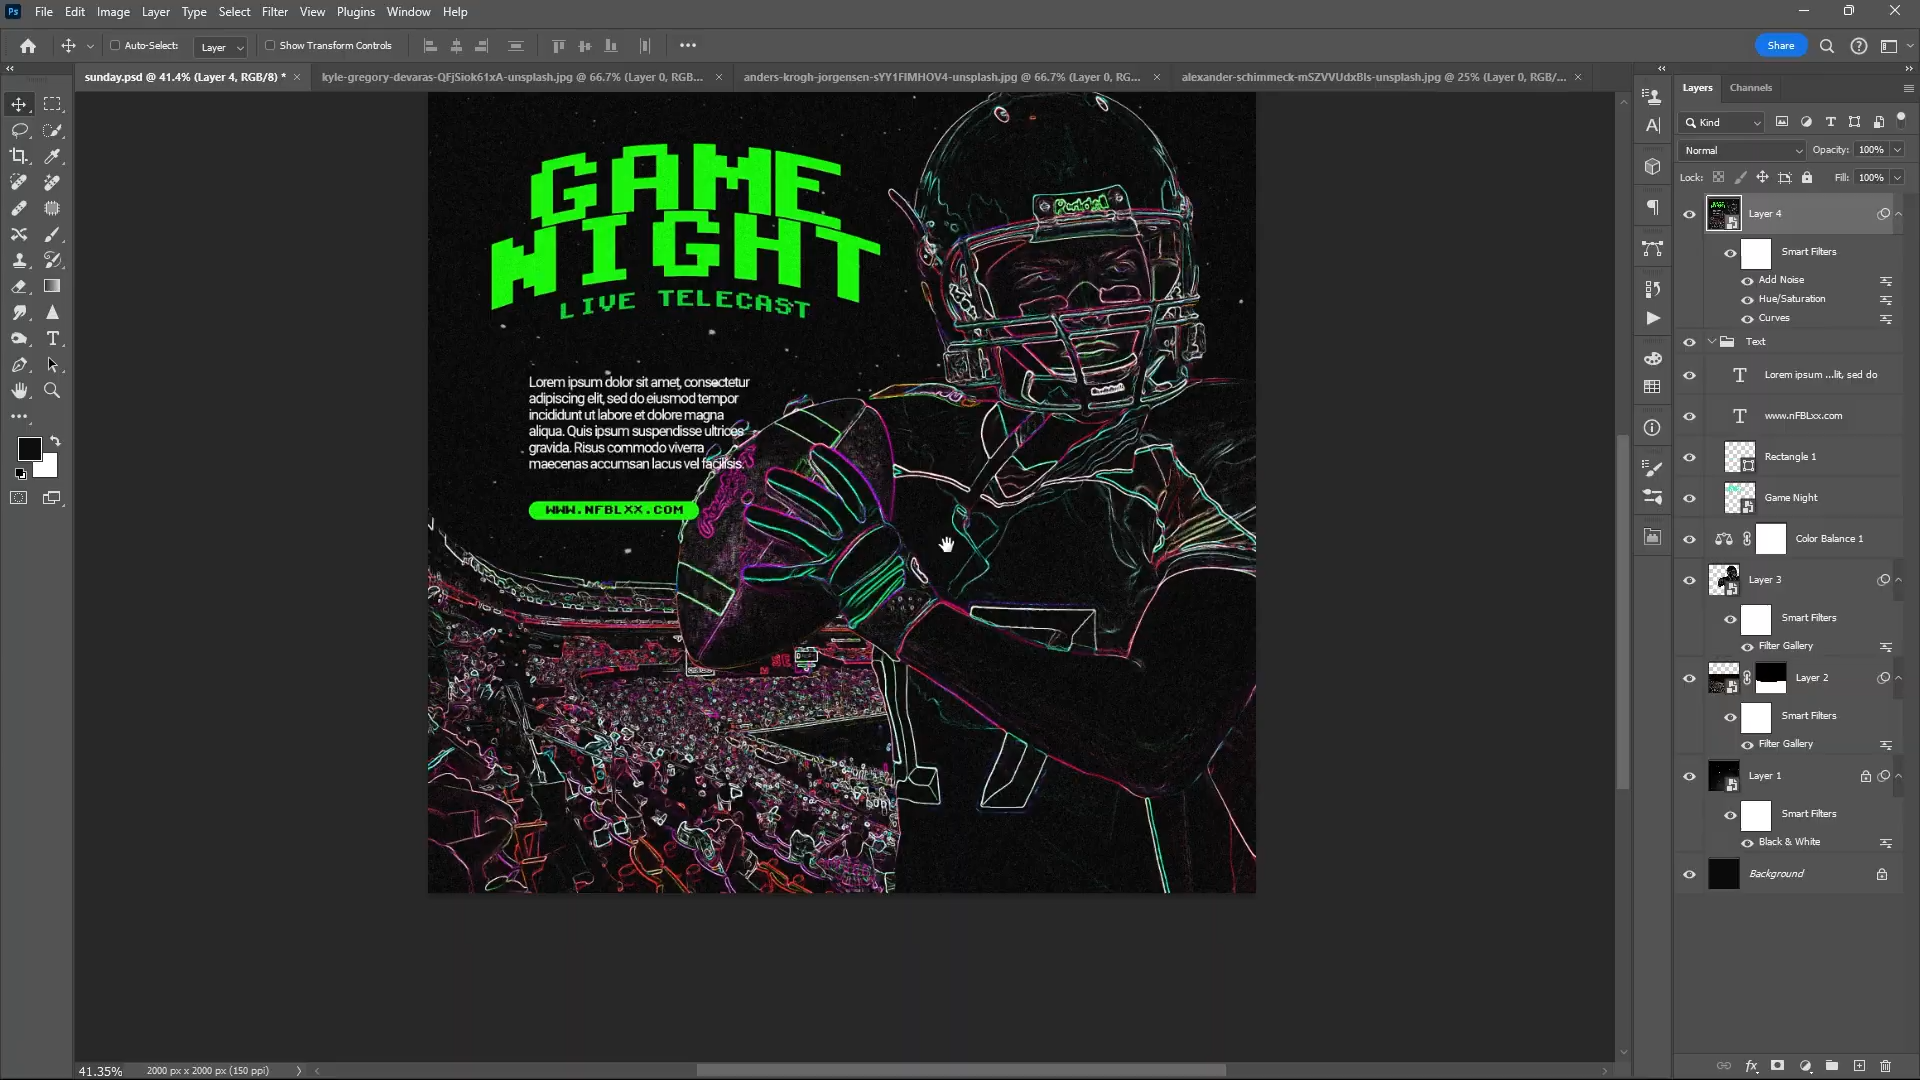 File Edit Image Layer Type Select Filter View Plugins Window Help
Auto-Select: Layer Show Transform Controls Share
sunday.psd @ 41.4% (Layer 4, RGB/8) * kyle-gregory-devaras-QFjSiok61xA-unsplash.jpg @ 66.7% (Layer 0, RGB... anders-krogh-jorgensen-sYY1FIMHOV4-unsplash.jpg @ 66.7% (Layer 0, RG... alexander-schimmeck-mSZVVUdxBls-unsplash.jpg @ 25% (Layer 0, RGB/...
GAME
NIGHT
LIVE TELECAST
Lorem ipsum dolor sit amet, consectetur
adipiscing elit, sed do eiusmod tempor
incididunt ut labore et dolore magna
aliqua. Quis ipsum suspendisse ultrices
gravida. Risus commodo viverra
maecenas accumsan lacus vel facilisis.
WWW.NFBLXX.COM
Layers Channels
Kind
Normal Opacity: 100%
Lock: Fill: 100%
Layer 4
Smart Filters
Add Noise
Hue/Saturation
Curves
Text
Lorem ipsum ...lit, sed do
www.nFBLxx.com
Rectangle 1
Game Night
Color Balance 1
Layer 3
Smart Filters
Filter Gallery
Layer 2
Smart Filters
Filter Gallery
Layer 1
Smart Filters
Black & White
Background
41.35% 2000 px x 2000 px (150 ppi)